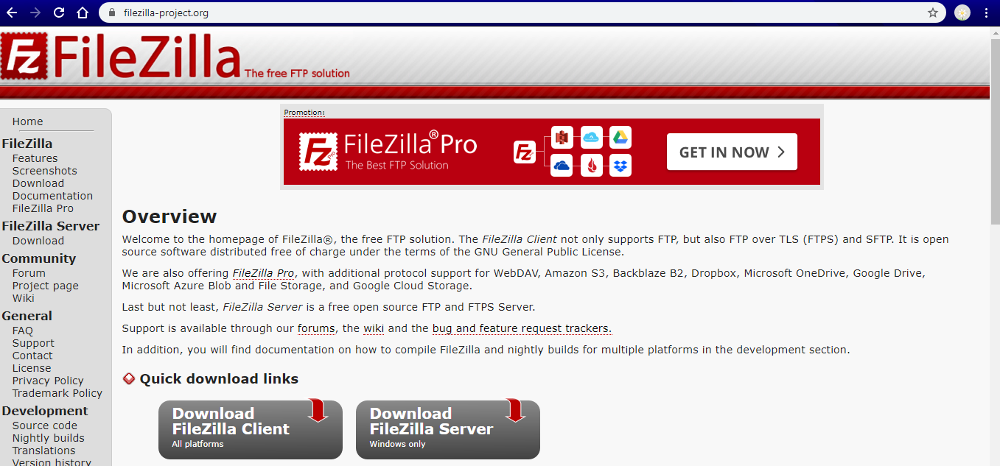 filezilla-project.org
Fz FileZilla The free FTP solution
Home
FileZilla
Features
Screenshots
Download
Documentation
FileZilla Pro
FileZilla Server
Download
Community
Forum
Project page
Wiki
General
FAQ
Support
Contact
License
Privacy Policy
Trademark Policy
Development
Source code
Nightly builds
Translations
Version history
Promotion:
Fz Pro
FileZilla® Pro
The Best FTP Solution
Fz
GET IN NOW
Overview
Welcome to the homepage of FileZilla®, the free FTP solution. The FileZilla Client not only supports FTP, but also FTP over TLS (FTPS) and SFTP. It is open
source software distributed free of charge under the terms of the GNU General Public License.
We are also offering FileZilla Pro, with additional protocol support for WebDAV, Amazon S3, Backblaze B2, Dropbox, Microsoft OneDrive, Google Drive,
Microsoft Azure Blob and File Storage, and Google Cloud Storage.
Last but not least, FileZilla Server is a free open source FTP and FTPS Server.
Support is available through our forums, the wiki and the bug and feature request trackers.
In addition, you will find documentation on how to compile FileZilla and nightly builds for multiple platforms in the development section.
Quick download links
Download
FileZilla Client
All platforms
Download
FileZilla Server
Windows only